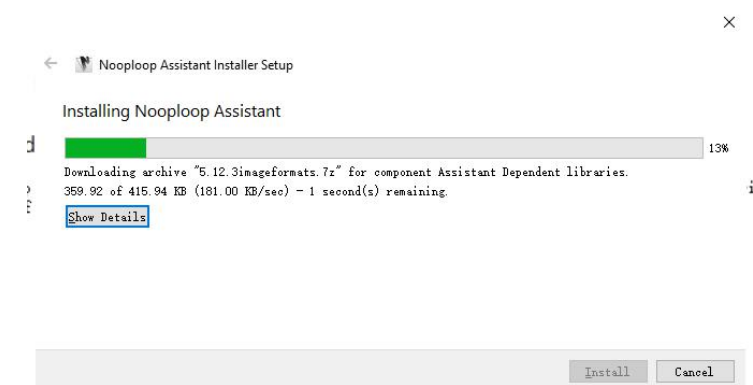 Nooploop Assistant Installer Setup
Installing Nooploop Assistant
13%
Downloading archive "5.12.3imageformats.7z" for component Assistant Dependent libraries.
359.92 of 415.94 KB (181.00 KB/sec) - 1 second(s) remaining.
Show Details
Install Cancel